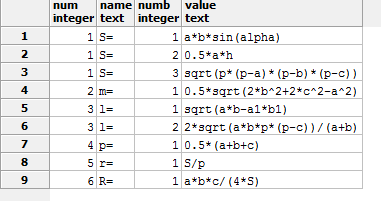 num name numb value
integer text integer text
1 1 S= 1 a*b*sin(alpha)
2 1 S= 2 0.5*a*h
3 1 S= 3 sqrt(p*(p-a)*(p-b)*(p-c))
4 2 m= 1 0.5*sqrt(2*b^2+2*c^2-a^2)
5 3 l= 1 sqrt(a*b-a1*b1)
6 3 l= 2 2*sqrt(a*b*p*(p-c))/(a+b)
7 4 p= 1 0.5*(a+b+c)
8 5 r= 1 S/p
9 6 R= 1 a*b*c/(4*S)